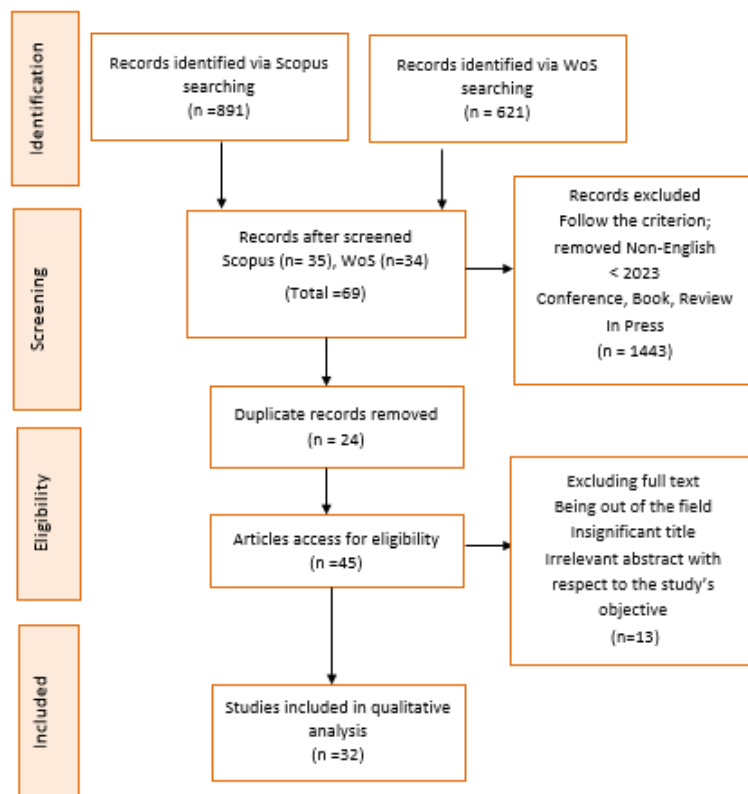 Identification
Records identified via Scopus
searching
(n =891)
Records identified via WoS
searching
(n = 621)
Screening
Records after screened
Scopus (n= 35), WoS (n=34)
(Total =69)
Records excluded
Follow the criterion;
removed Non-English
< 2023
Conference, Book, Review
In Press
(n = 1443)
Duplicate records removed
(n = 24)
Eligibility
Articles access for eligibility
(n =45)
Excluding full text
Being out of the field
Insignificant title
Irrelevant abstract with
respect to the study's
objective
(n=13)
Included
Studies included in qualitative
analysis
(n =32)